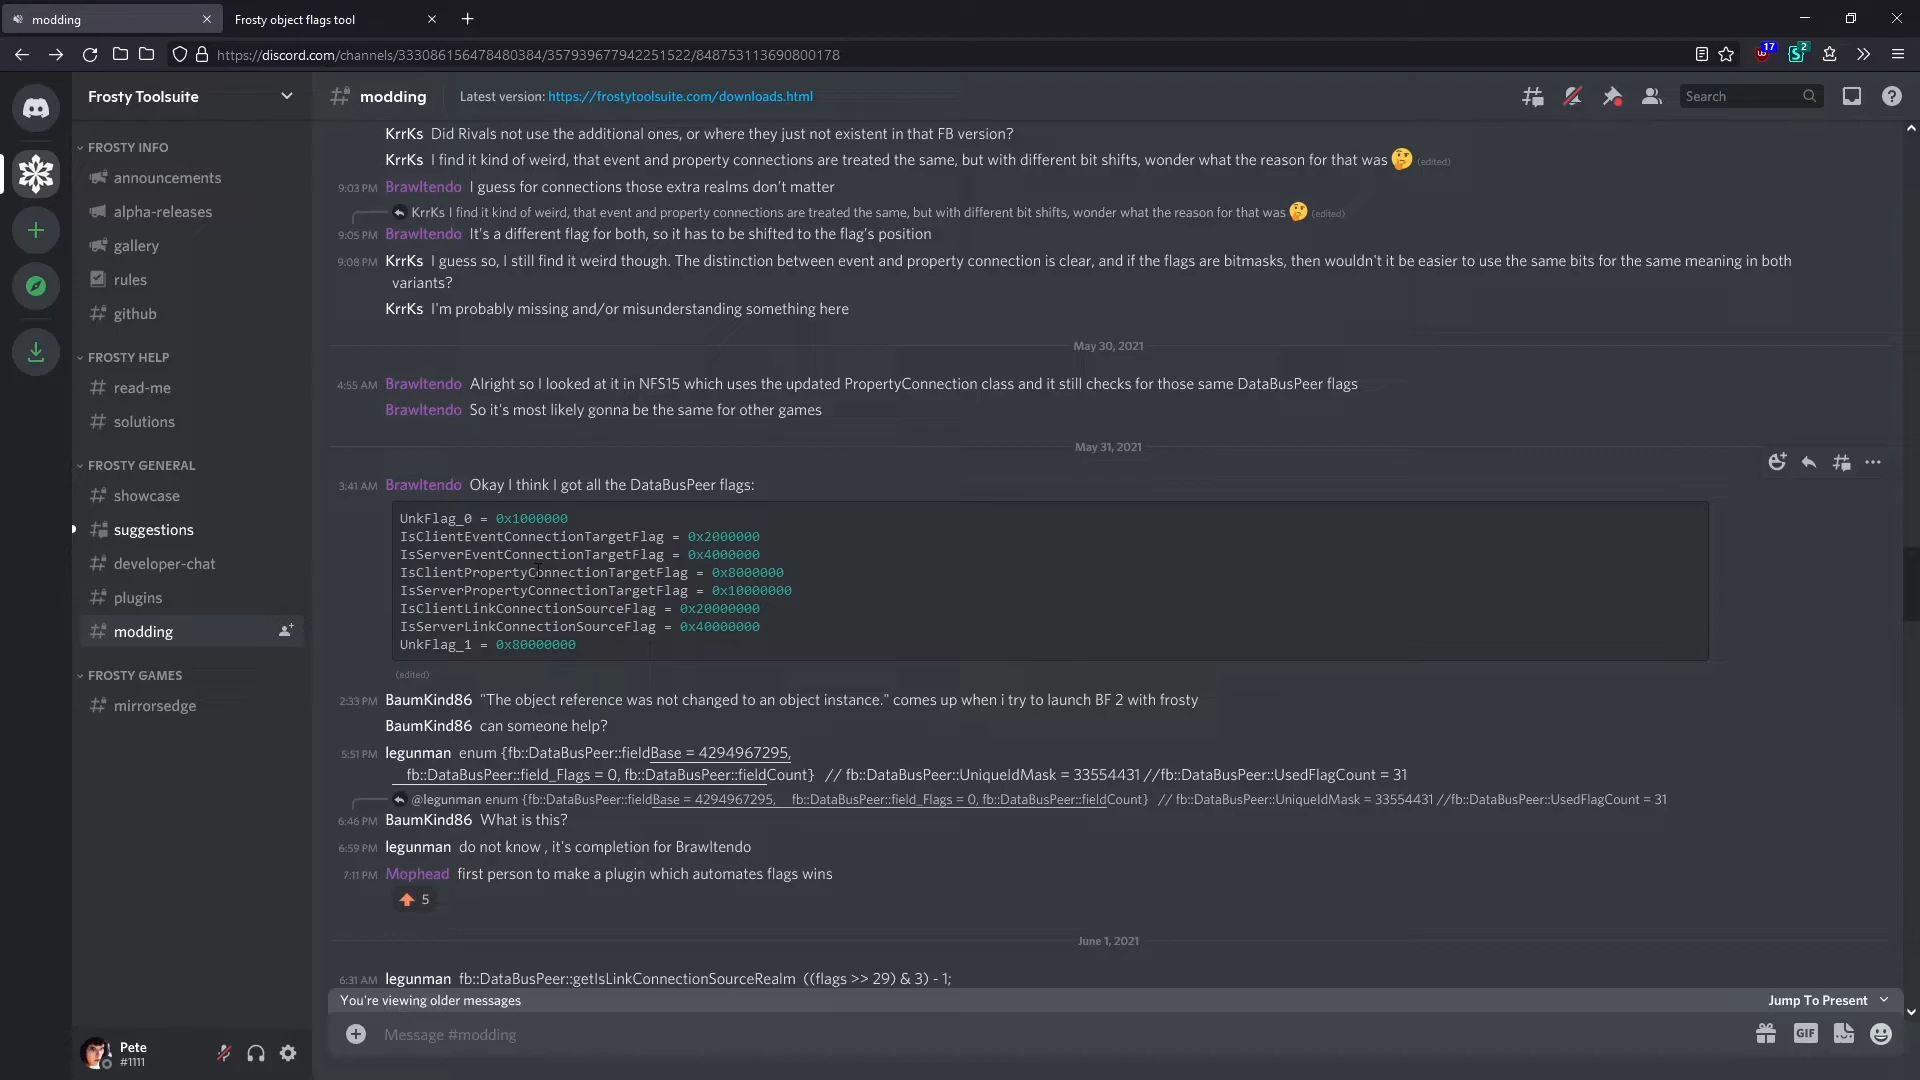 modding
Frosty object flags tool
https://discord.com/channels/333086156478480384/357939677942251522/848753113690800178
17
2
Frosty Toolsuite
modding
Latest version: https://frostytoolsuite.com/downloads.html
Search
FROSTY INFO
announcements
alpha-releases
gallery
rules
github
FROSTY HELP
read-me
solutions
FROSTY GENERAL
showcase
suggestions
developer-chat
plugins
modding
FROSTY GAMES
mirrorsedge
Pete
#1111
KrrKs Did Rivals not use the additional ones, or where they just not existent in that FB version?
KrrKs I find it kind of weird, that event and property connections are treated the same, but with different bit shifts, wonder what the reason for that was 🤔 (edited)
9:03 PM Brawltendo I guess for connections those extra realms don't matter
KrrKs I find it kind of weird, that event and property connections are treated the same, but with different bit shifts, wonder what the reason for that was 🤔 (edited)
9:05 PM Brawltendo It's a different flag for both, so it has to be shifted to the flag's position
9:08 PM KrrKs I guess so, I still find it weird though. The distinction between event and property connection is clear, and if the flags are bitmasks, then wouldn't it be easier to use the same bits for the same meaning in both
variants?
KrrKs I'm probably missing and/or misunderstanding something here
May 30, 2021
4:55 AM Brawltendo Alright so I looked at it in NFS15 which uses the updated PropertyConnection class and it still checks for those same DataBusPeer flags
Brawltendo So it's most likely gonna be the same for other games
May 31, 2021
3:41 AM Brawltendo Okay I think I got all the DataBusPeer flags:
UnkFlag_0 = 0x1000000
IsClientEventConnectionTargetFlag = 0x2000000
IsServerEventConnectionTargetFlag = 0x4000000
IsClientPropertyConnectionTargetFlag = 0x8000000
IsServerPropertyConnectionTargetFlag = 0x10000000
IsClientLinkConnectionSourceFlag = 0x20000000
IsServerLinkConnectionSourceFlag = 0x40000000
UnkFlag_1 = 0x80000000
(edited)
2:33 PM BaumKind86 "The object reference was not changed to an object instance." comes up when i try to launch BF 2 with frosty
BaumKind86 can someone help?
5:51 PM legunman enum {fb::DataBusPeer::fieldBase = 4294967295,
fb::DataBusPeer::field_Flags = 0, fb::DataBusPeer::fieldCount} // fb::DataBusPeer::UniqueIdMask = 33554431 //fb::DataBusPeer::UsedFlagCount = 31
@legunman enum {fb::DataBusPeer::fieldBase = 4294967295, fb::DataBusPeer::field_Flags = 0, fb::DataBusPeer::fieldCount} // fb::DataBusPeer::UniqueIdMask = 33554431 //fb::DataBusPeer::UsedFlagCount = 31
6:46 PM BaumKind86 What is this?
6:59 PM legunman do not know , it's completion for Brawltendo
7:11 PM Mophead first person to make a plugin which automates flags wins
5
June 1, 2021
6:31 AM legunman fb::DataBusPeer::getIsLinkConnectionSourceRealm ((flags >> 29) & 3) - 1;
You're viewing older messages
Jump To Present
Message #modding
GIF